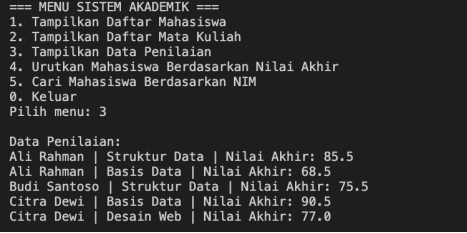 === MENU SISTEM AKADEMIK ===
1. Tampilkan Daftar Mahasiswa
2. Tampilkan Daftar Mata Kuliah
3. Tampilkan Data Penilaian
4. Urutkan Mahasiswa Berdasarkan Nilai Akhir
5. Cari Mahasiswa Berdasarkan NIM
0. Keluar
Pilih menu: 3

Data Penilaian:
Ali Rahman | Struktur Data | Nilai Akhir: 85.5
Ali Rahman | Basis Data | Nilai Akhir: 68.5
Budi Santoso | Struktur Data | Nilai Akhir: 75.5
Citra Dewi | Basis Data | Nilai Akhir: 90.5
Citra Dewi | Desain Web | Nilai Akhir: 77.0